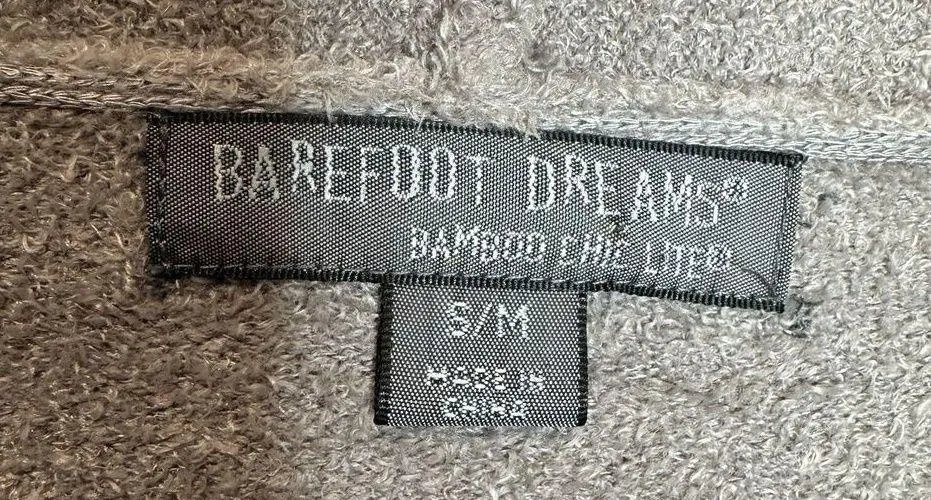 BAREFOOT DREAMS®
BAMBOO CHIC LITE®
S/M
MADE IN
CHINA